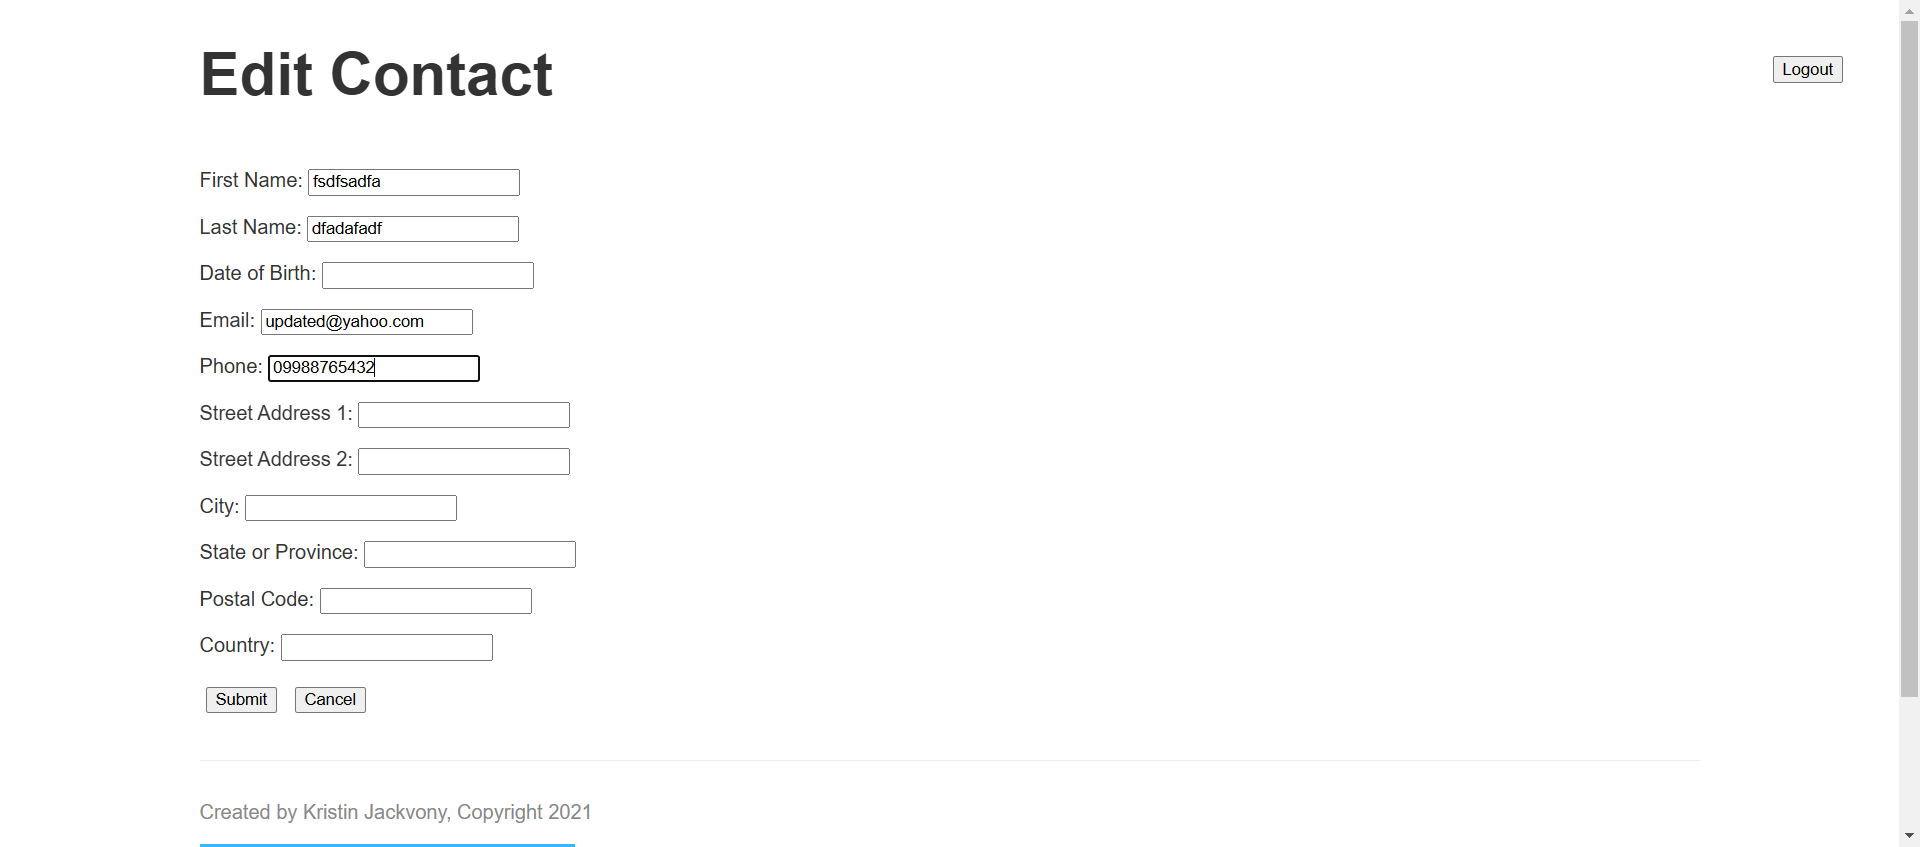 Edit Contact
Logout
First Name: fsdfsadfa
Last Name: dfadafadf
Date of Birth:
Email: updated@yahoo.com
Phone: 09988765432
Street Address 1:
Street Address 2:
City:
State or Province:
Postal Code:
Country:
Submit Cancel
Created by Kristin Jackvony, Copyright 2021